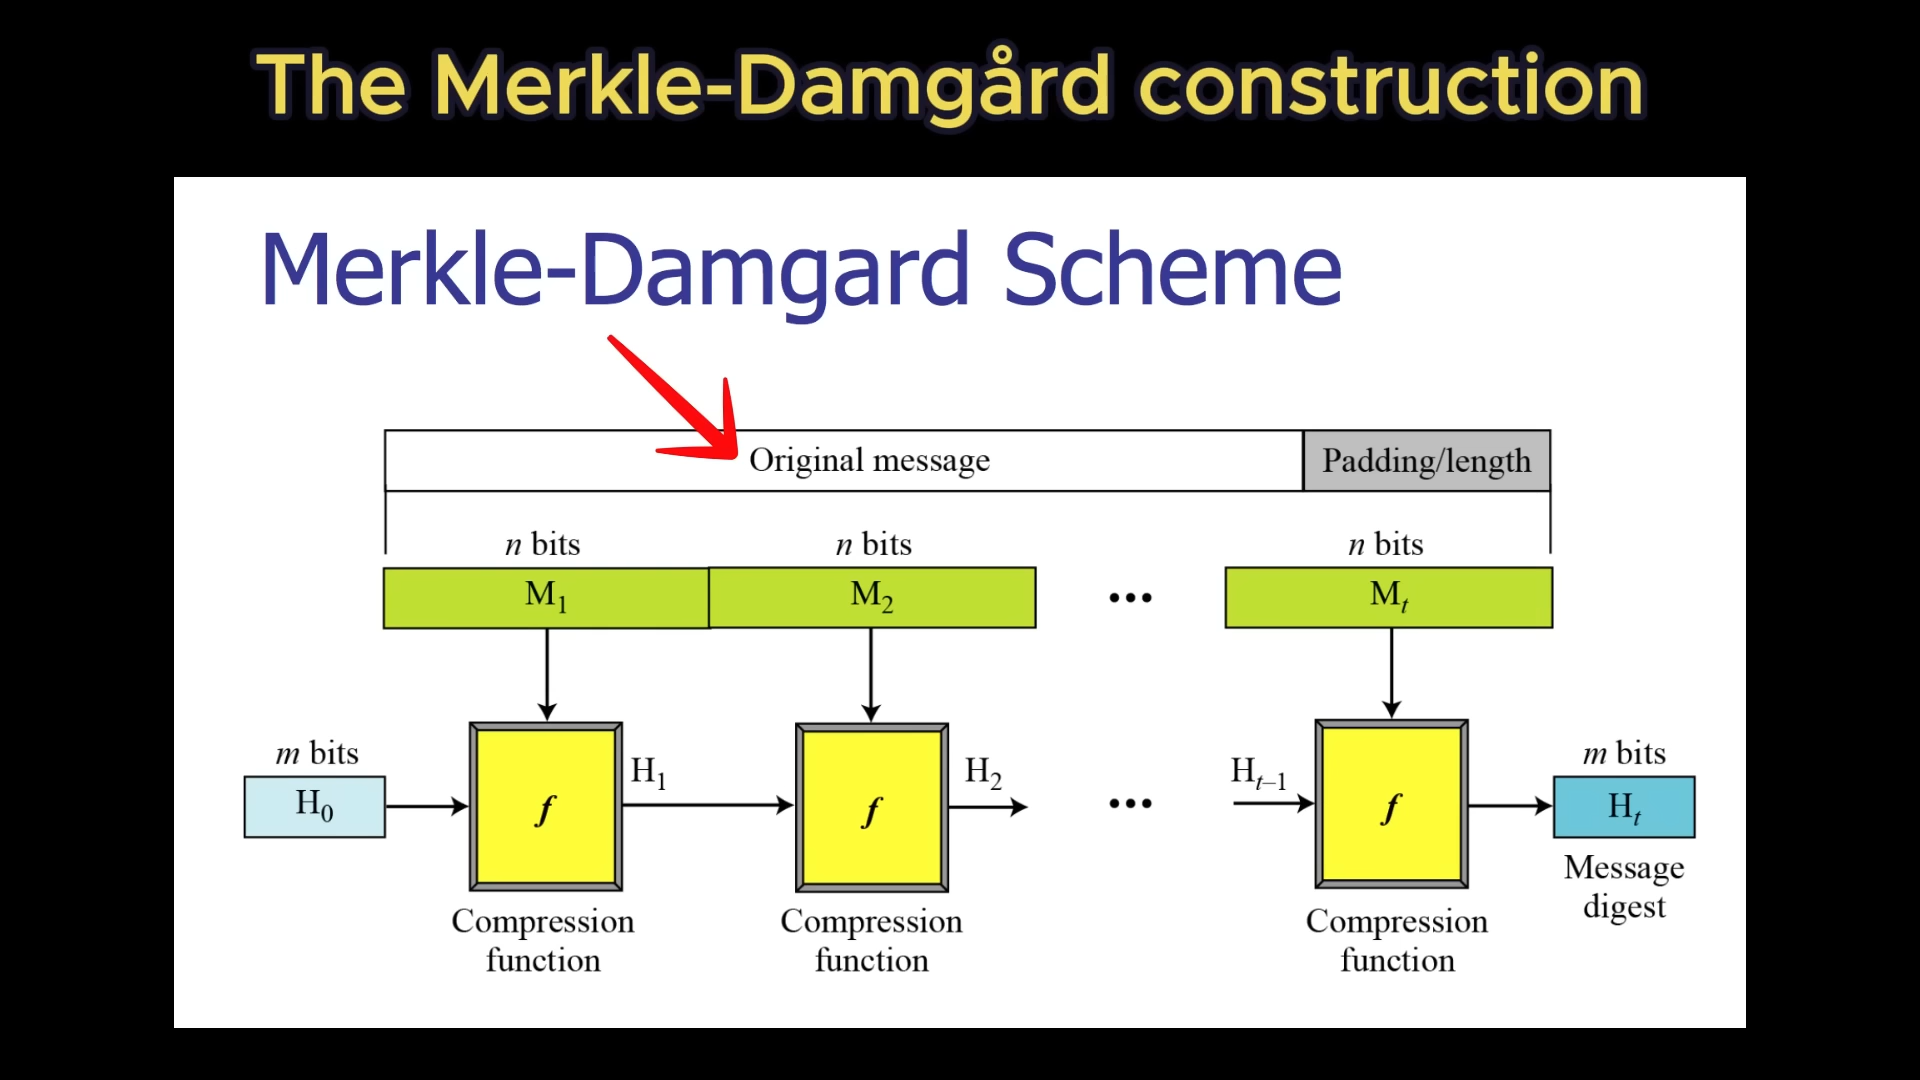 The Merkle-Damgård construction
Merkle-Damgard Scheme
Original message
Padding/length
n bits
n bits
n bits
M1
M2
•••
Mt
m bits
H0
f
H1
f
H2
•••
Ht–1
f
m bits
Ht
Message
digest
Compression
function
Compression
function
Compression
function